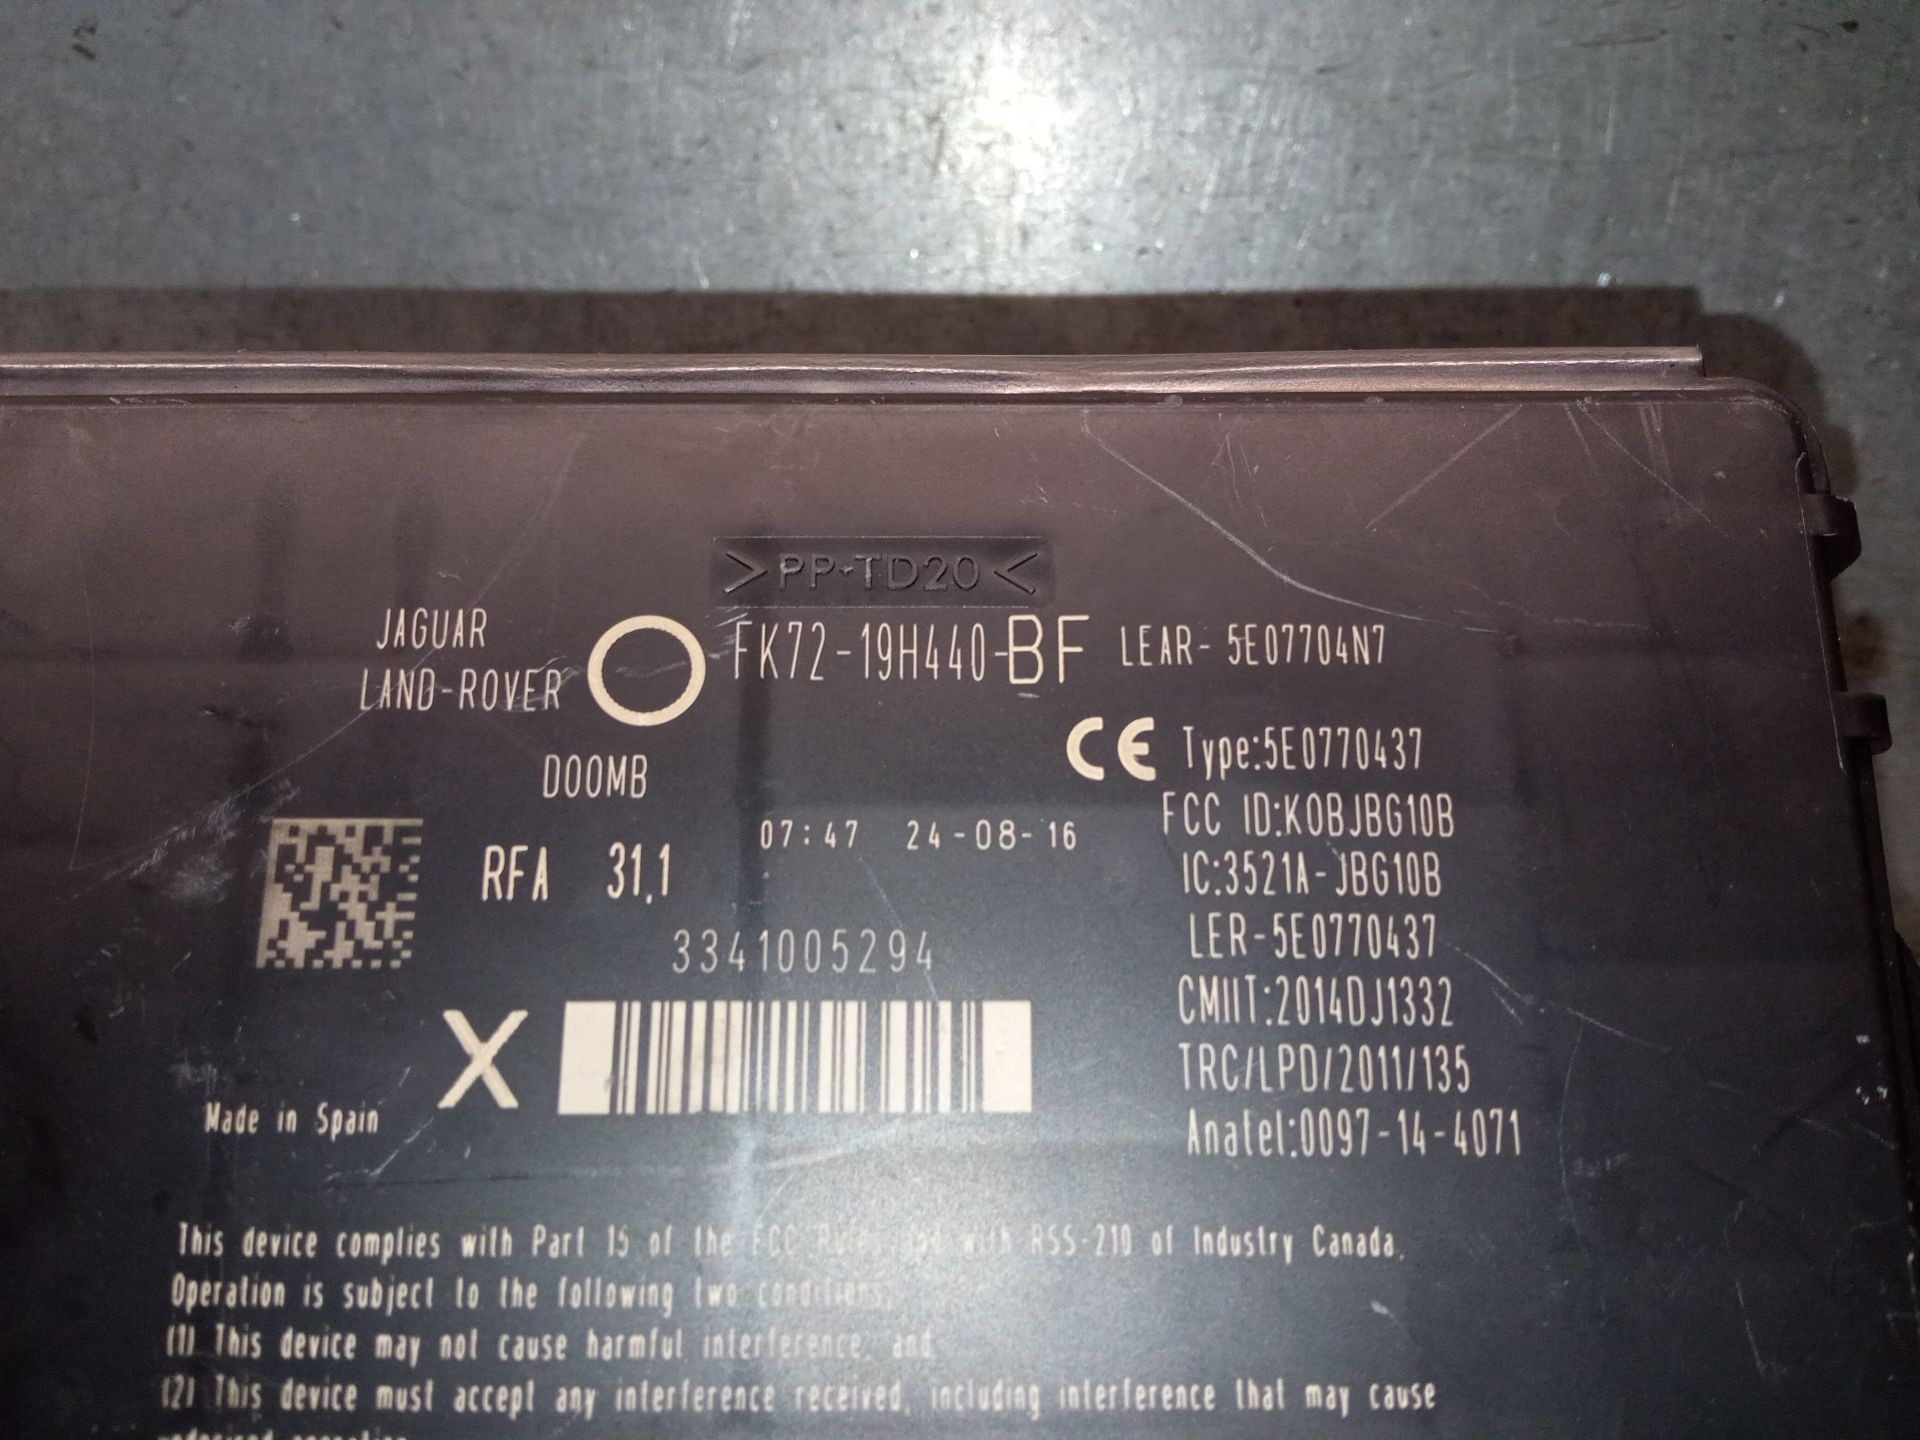 >PP-TD20<
JAGUAR
LAND-ROVER
FK72-19H440-BF
LEAR- 5E07704N7
D00MB
CE Type:5E0770437
FCC ID:KOBJBG10B
RFA 31.1
07:47 24-08-16
IC:3521A-JBG10B
3341005294
LER-5E0770437
CMIIT:2014DJ1332
X
TRC/LPD/2011/135
Made in Spain
Anatel:0097-14-4071
This device complies with Part 15 of the FCC Rules and with RSS-210 of Industry Canada.
Operation is subject to the following two conditions,
(1) This device may not cause harmful interference, and
(2) This device must accept any interference received, including interference that may cause